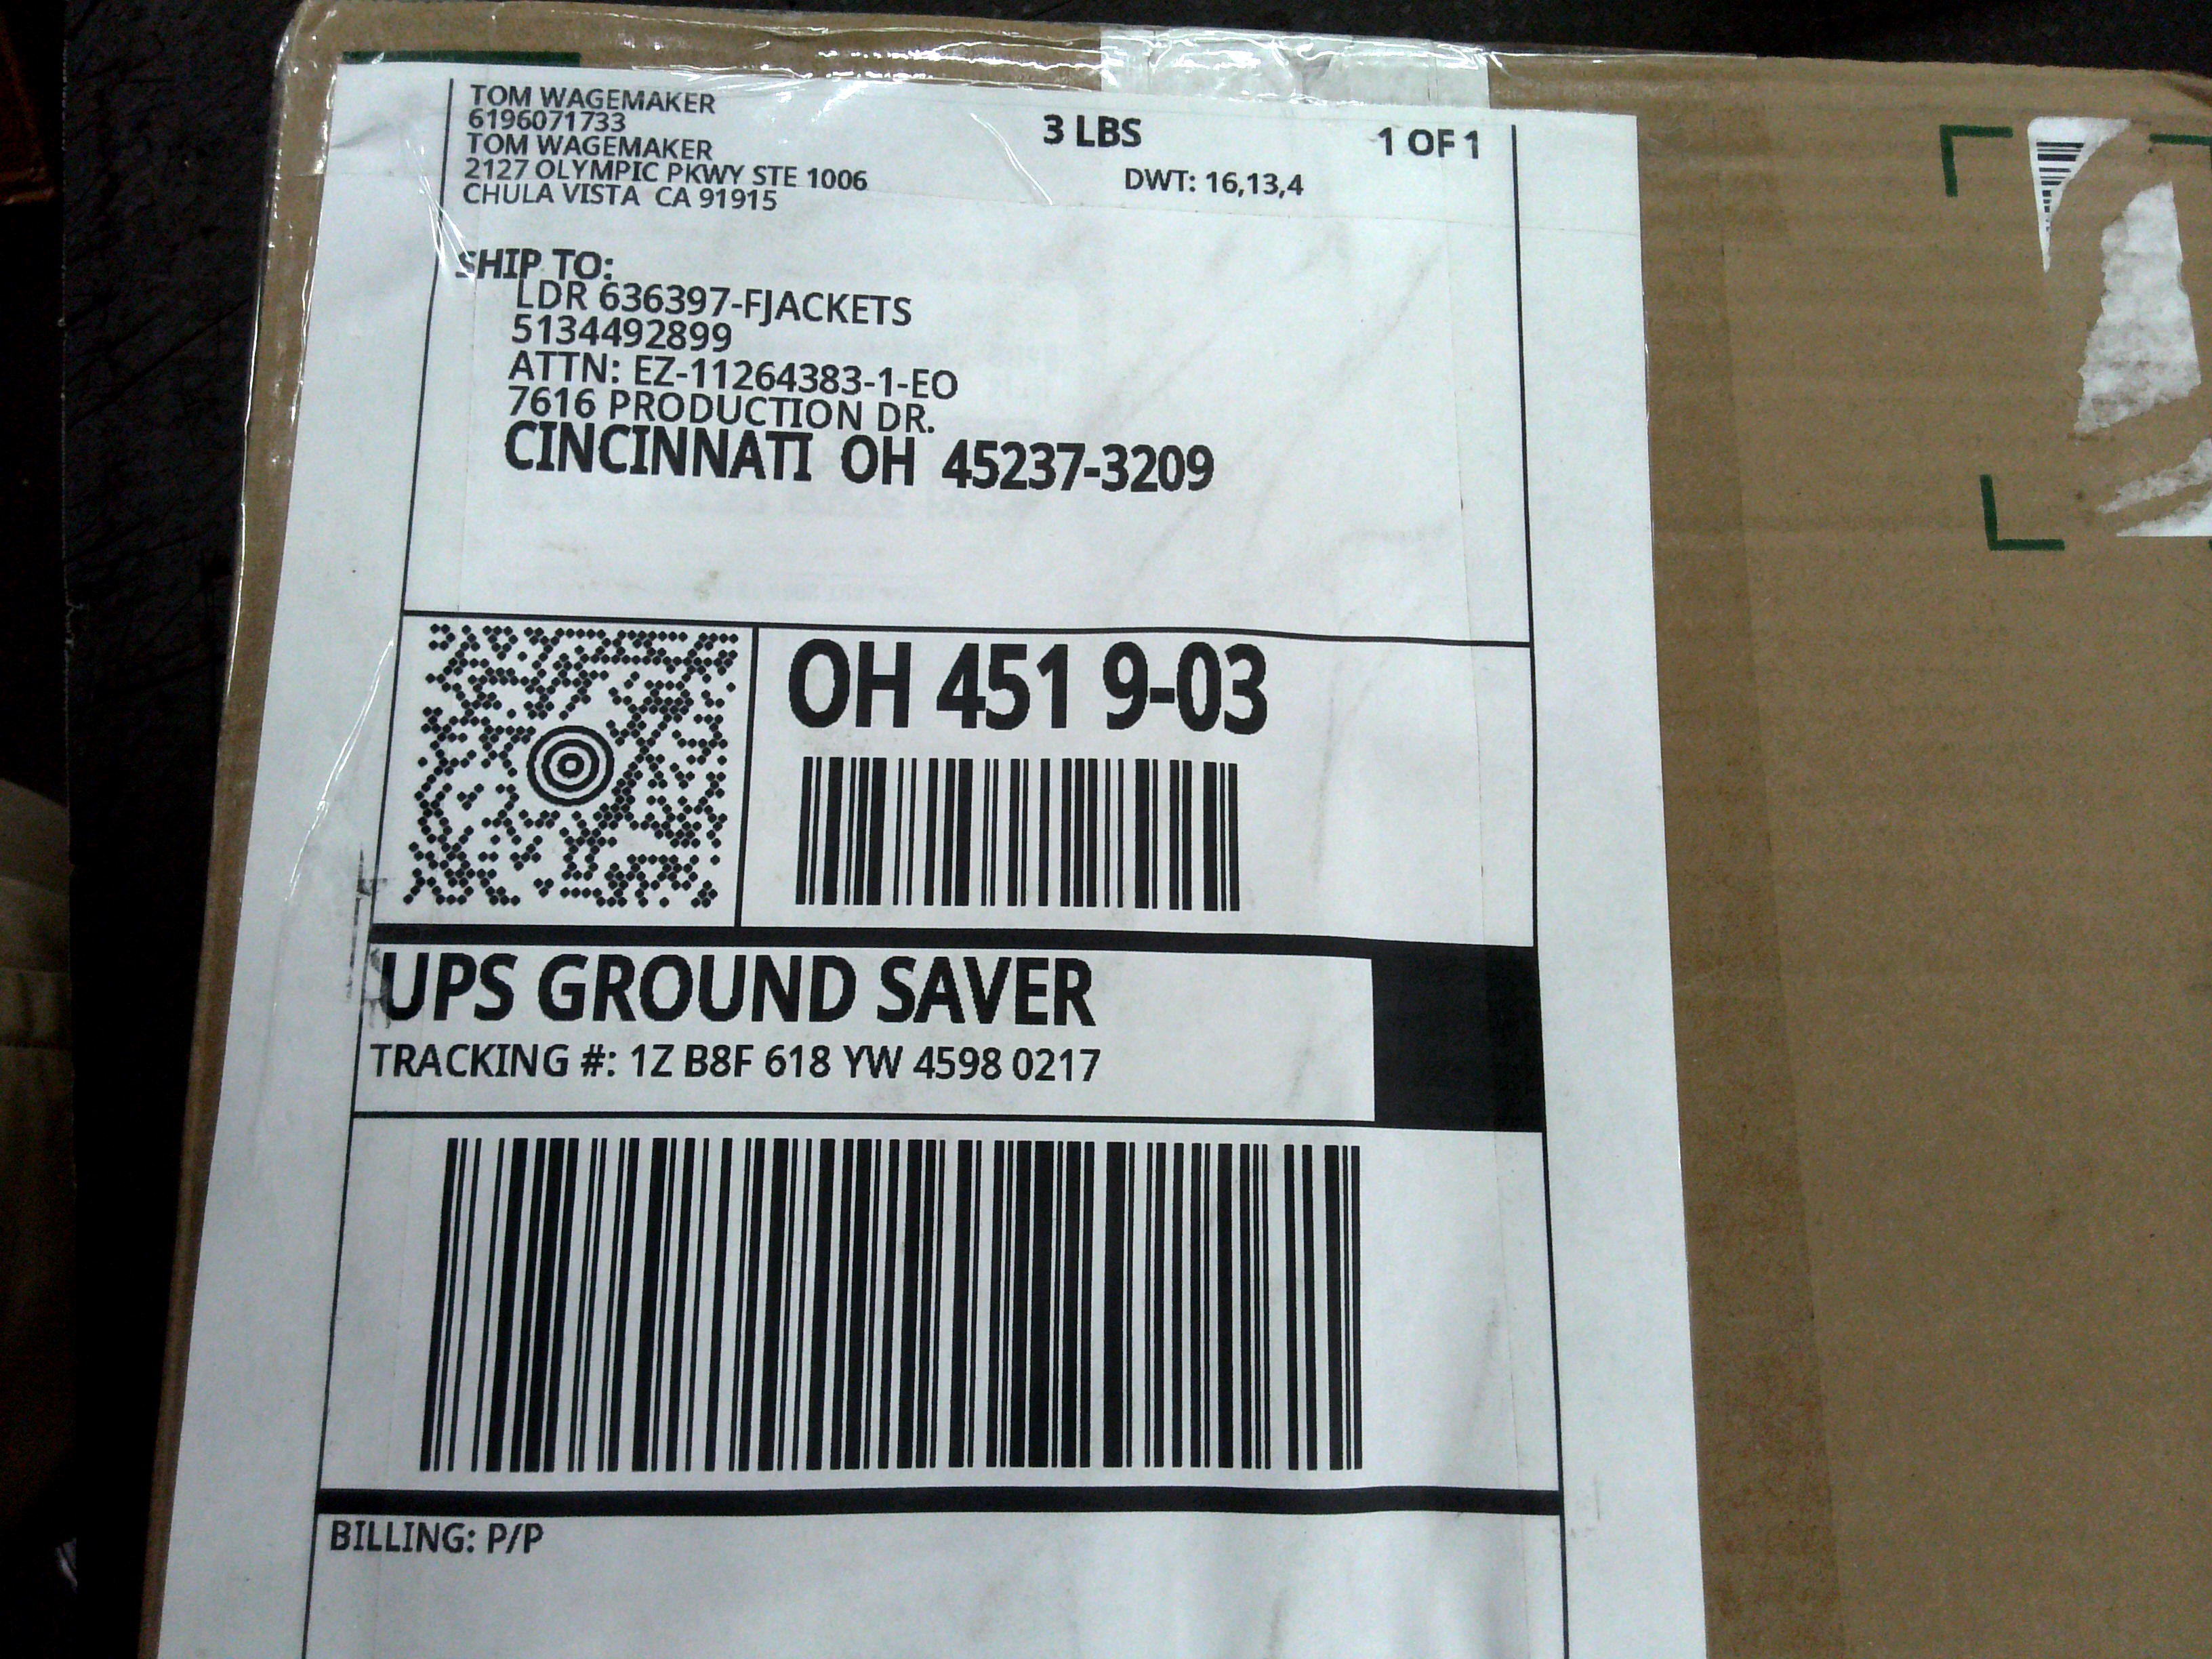 TOM WAGEMAKER
6196071733
TOM WAGEMAKER
2127 OLYMPIC PKWY STE 1006
CHULA VISTA  CA 91915
3 LBS
1 OF 1
DWT: 16,13,4
SHIP TO:
LDR 636397-FJACKETS
5134492899
ATTN: EZ-11264383-1-EO
7616 PRODUCTION DR.
CINCINNATI  OH  45237-3209
OH 451 9-03
UPS GROUND SAVER
TRACKING #: 1Z B8F 618 YW 4598 0217
BILLING: P/P